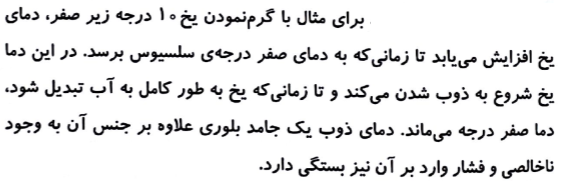 برای مثال با گرم‌نمودن یخ ۱۰ درجه زیر صفر، دمای
یخ افزایش می‌یابد تا زمانی‌که به دمای صفر درجه‌ی سلسیوس برسد. در این دما
یخ شروع به ذوب شدن می‌کند و تا زمانی‌که یخ به طور کامل به آب تبدیل شود،
دما صفر درجه می‌ماند. دمای ذوب یک جامد بلوری علاوه بر جنس آن به وجود
ناخالصی و فشار وارد بر آن نیز بستگی دارد.